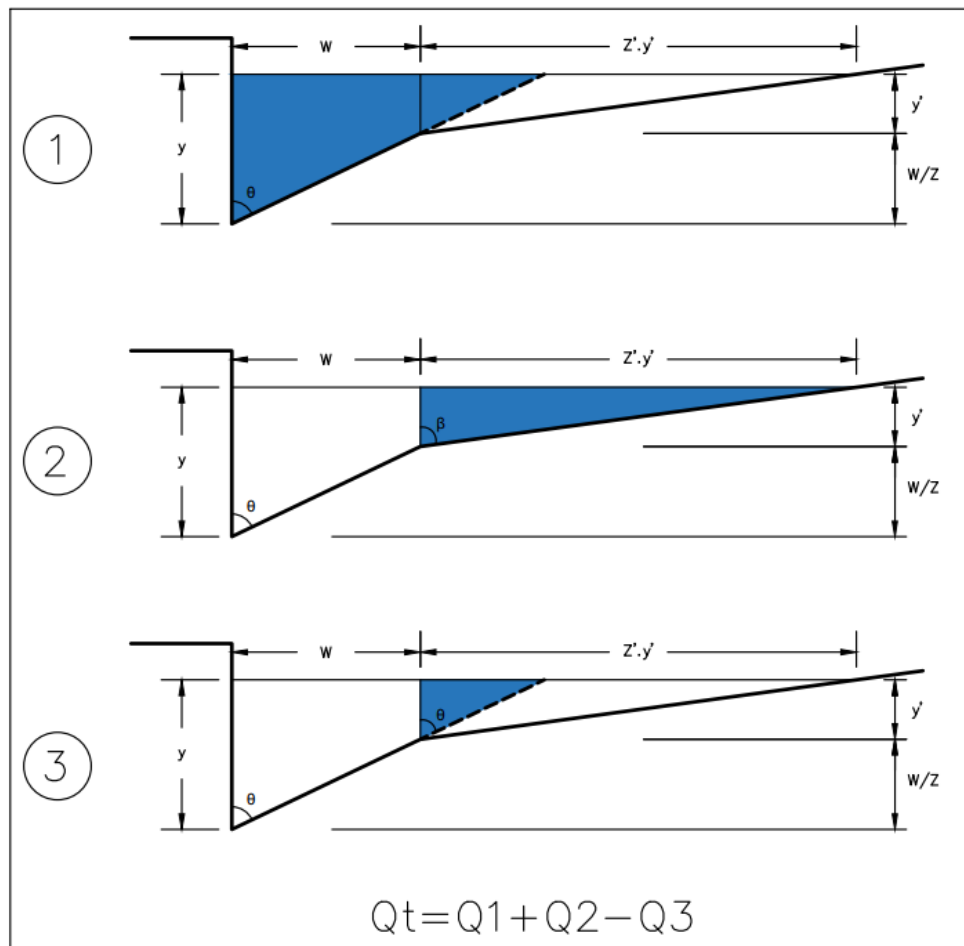 W Z'.y'
1 y θ y' W/Z
W Z'.y'
2 y θ β y' W/Z
W Z'.y'
3 y θ θ y' W/Z
Qt=Q1+Q2-Q3